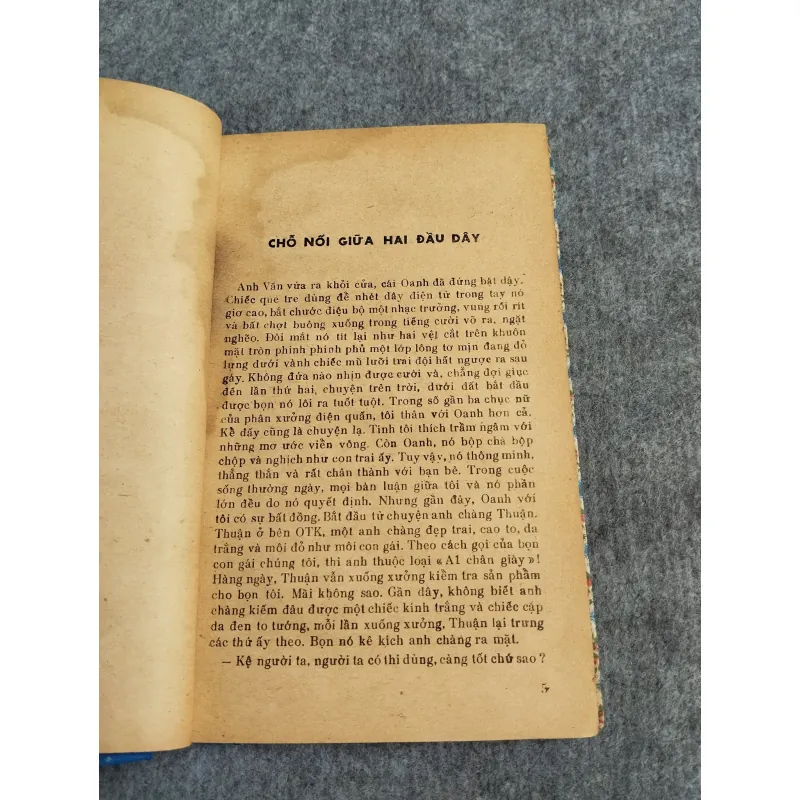 CHỖ NỐI GIỮA HAI ĐẦU DÂY
Anh Văn vừa ra khỏi cửa, cái Oanh đã đứng bật dậy.
Chiếc que tre dùng để nhét dây điện từ trong tay nó
giơ cao, bắt chước điệu bộ một nhạc trưởng, vung rối rít
và bất chợt buông xuống trong tiếng cười vỡ ra, ngặt
nghẽo. Đôi mắt nó tít lại như hai vệt cắt trên khuôn
mặt tròn phinh phính phủ một lớp lông tơ mịn đang đỏ
lựng dưới vành chiếc mũ lưỡi trai đội hất ngược ra sau
gáy. Không đứa nào nhịn được cười và, chẳng đợi giục
đến lần thứ hai, chuyện trên trời, dưới đất bắt đầu
được bọn nó lôi ra tuốt tuột. Trong số gần ba chục nữ
của phân xưởng điện quấn, tôi thân với Oanh hơn cả.
Kể đấy cũng là chuyện lạ. Tính tôi thích trầm ngâm với
những mơ ước viển vông. Còn Oanh, nó bộp chà bộp
chộp và nghịch như con trai ấy. Tuy vậy, nó thông minh,
thẳng thắn và rất chân thành với bạn bè. Trong cuộc
sống thường ngày, mọi bàn luận giữa tôi và nó phần
lớn đều do nó quyết định. Nhưng gần đây, Oanh với
tôi có sự bất đồng. Bắt đầu từ chuyện anh chàng Thuận.
Thuận ở bên OTK, một anh chàng đẹp trai, cao to, da
trắng và môi đỏ như môi con gái. Theo cách gọi của bọn
con gái chúng tôi, thì anh thuộc loại «A1 chân giày»!
Hàng ngày, Thuận vẫn xuống xưởng kiểm tra sản phẩm
cho bọn tôi. Mãi không sao. Gần đây, không biết anh
chàng kiếm đâu được một chiếc kính trắng và chiếc cặp
da đen to tướng, mỗi lần xuống xưởng, Thuận lại trưng
các thứ ấy theo. Bọn nó kê kích anh chàng ra mặt.
— Kệ người ta, người ta có thì dùng, càng tốt chứ sao?
5